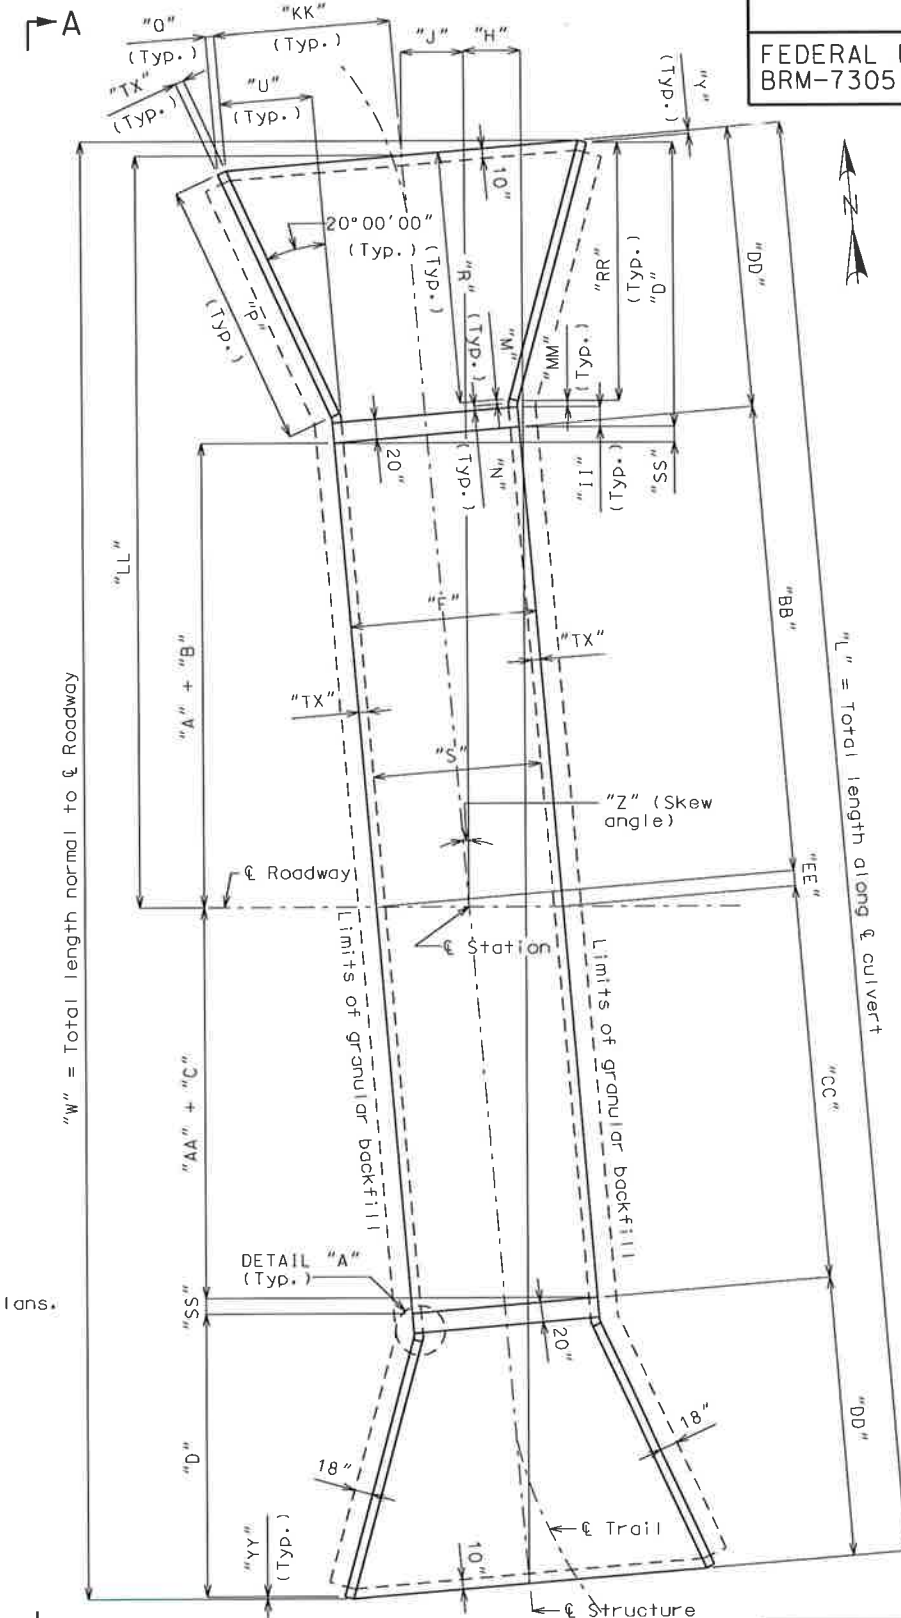 A
"Q"
(Typ.)
"KK"
(Typ.)
"J"
"H"
FEDERAL
BRM-7305
"TX"
(Typ.)
"U"
(Typ.)
"Y"
(Typ.)
10"
N
20°00'00"
(Typ.)
"P"
(Typ.)
"R"
(Typ.)
"M"
(Typ.)
"RR"
(Typ.)
"D"
"DD"
"MM"
(Typ.)
20"
"N"
(Typ.)
"II"
(Typ.)
"SS"
"LL"
"A" + "B"
"TX"
"TX"
"S"
"BB"
"Z" (Skew
angle)
"W" = Total length normal to ℄ Roadway
"L" = Total length along ℄ culvert
"EE"
℄ Roadway
℄ Station
Limits of granular backfill
Limits of granular backfill
"AA" + "C"
"CC"
DETAIL "A"
(Typ.)
lans.
"SS"
20"
"D"
18"
18"
"DD"
"YY"
(Typ.)
10"
℄ Trail
℄ Structure